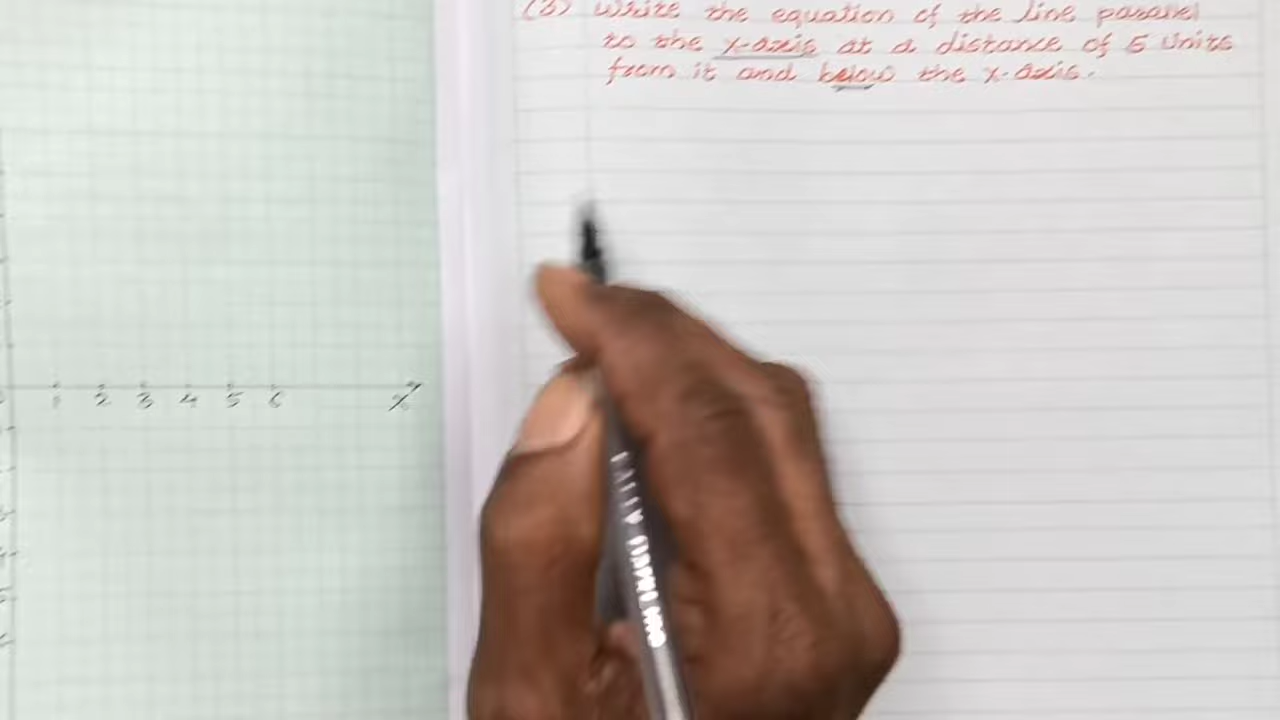 (3) Write the equation of the line parallel
to the x-axis at a distance of 5 units
from it and below the x-axis.
1 2 3 4 5 6 x